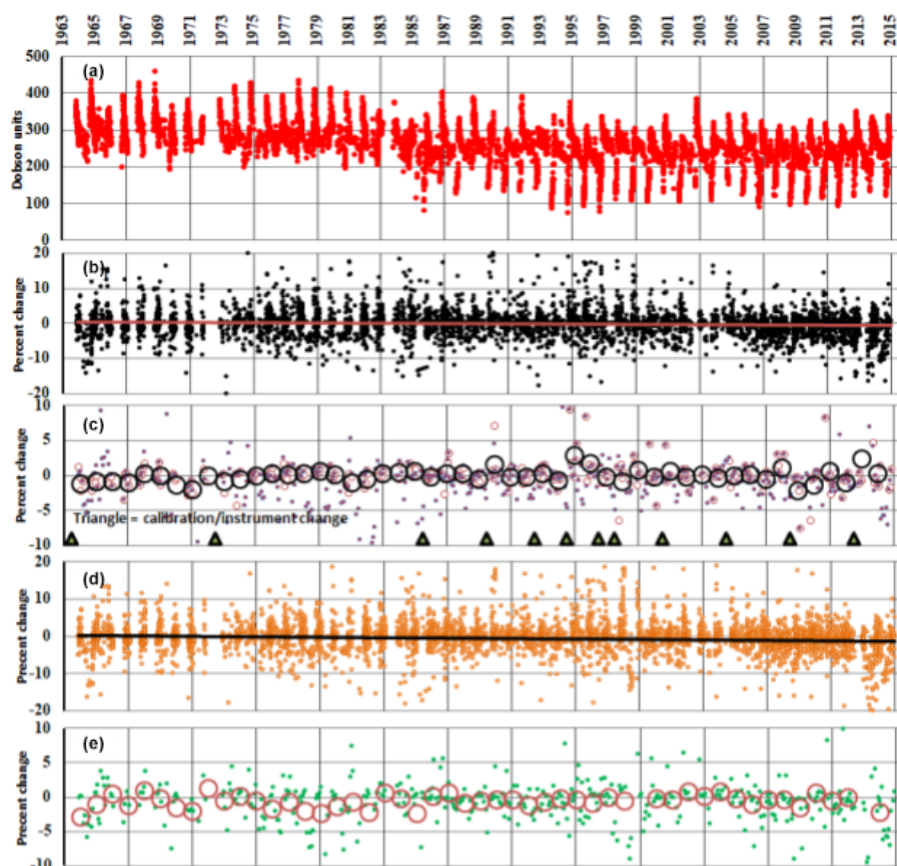 1963 1965 1967 1969 1971 1973 1975 1977 1979 1981 1983 1985 1987 1989 1991 1993 1995 1997 1999 2001 2003 2005 2007 2009 2011 2013 2015
(a)
Dobson units
500
400
300
200
100
0
(b)
Percent change
20
10
0
-10
-20
(c)
Percent change
10
5
0
-5
-10
Triangle = calibration/instrument change
(d)
Precent change
20
10
0
-10
-20
(e)
Precent change
10
5
0
-5
-10